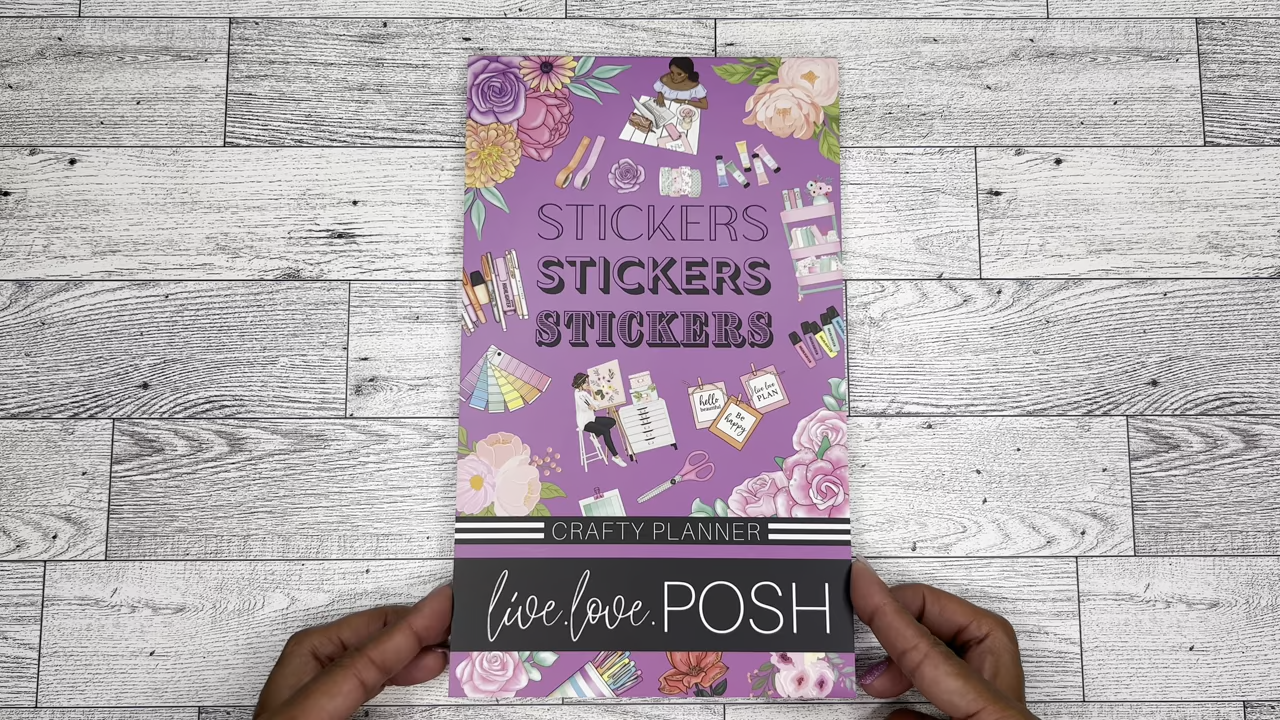 STICKERS
STICKERS
STICKERS
hello
beautiful
Be
happy
live love
PLAN
CRAFTY PLANNER
live.love.POSH